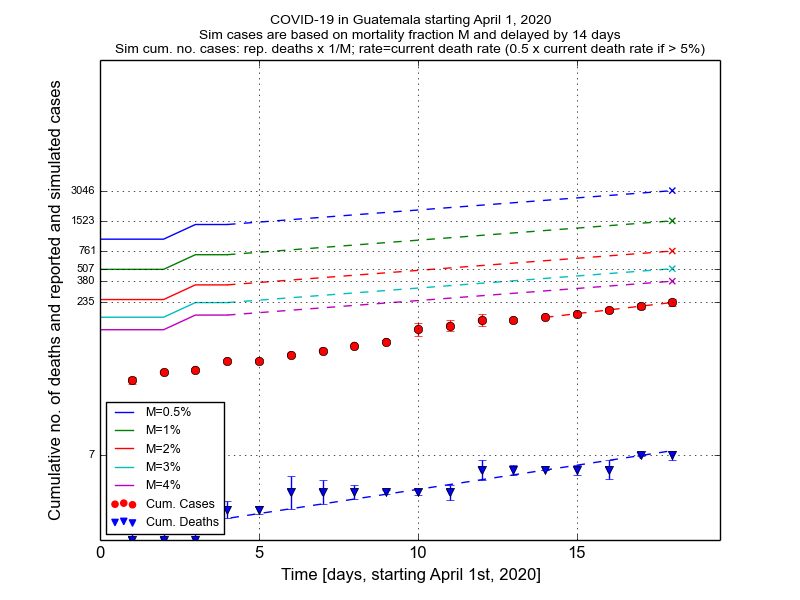 COVID-19 in Guatemala starting April 1, 2020
Sim cases are based on mortality fraction M and delayed by 14 days
Sim cum. no. cases: rep. deaths x 1/M; rate=current death rate (0.5 x current death rate if > 5%)
Cumulative no. of deaths and reported and simulated cases
3046
1523
761
507
380
235
7
M=0.5%
M=1%
M=2%
M=3%
M=4%
Cum. Cases
Cum. Deaths
0 5 10 15
Time [days, starting April 1st, 2020]